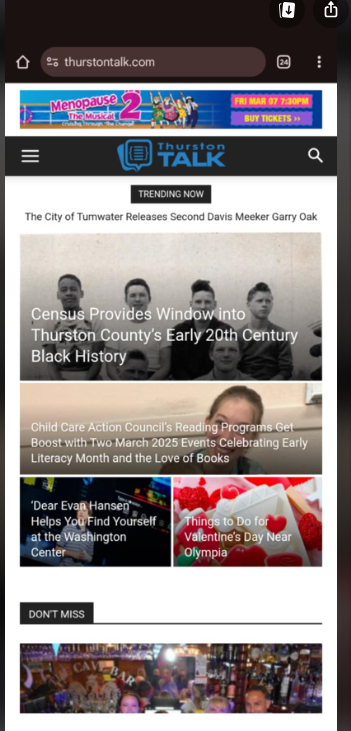 thurstontalk.com
24
Menopause
The Musical 2
FRI MAR 07 7:30PM
BUY TICKETS >>
Thurston
TALK
TRENDING NOW
The City of Tumwater Releases Second Davis Meeker Garry Oak
Census Provides Window into
Thurston County's Early 20th Century
Black History
Child Care Action Council's Reading Programs Get
Boost with Two March 2025 Events Celebrating Early
Literacy Month and the Love of Books
'Dear Evan Hansen'
Helps You Find Yourself
at the Washington
Center
Things to Do for
Valentine's Day Near
Olympia
DON'T MISS
BAR